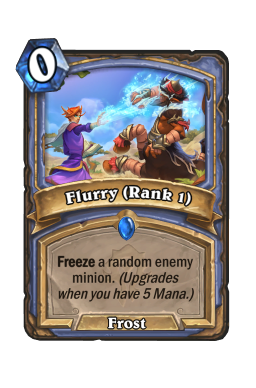 0
Flurry (Rank 1)
Freeze a random enemy
minion. (Upgrades
when you have 5 Mana.)
Frost